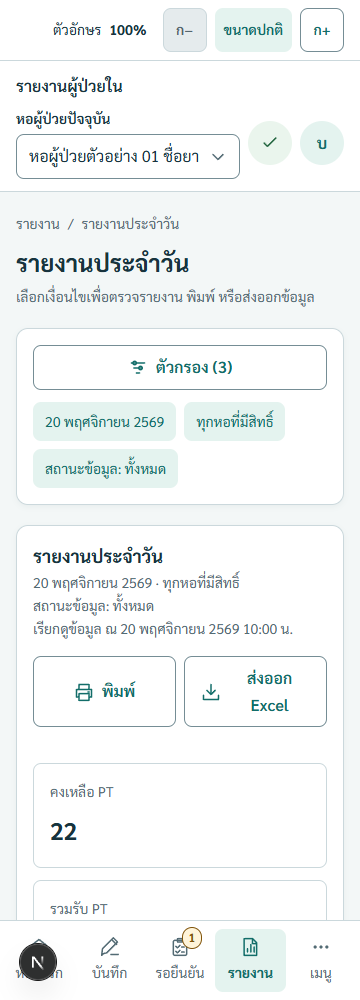 ตัวอักษร 100% ก− ขนาดปกติ ก+
รายงานผู้ป่วยใน
หอผู้ป่วยปัจจุบัน
หอผู้ป่วยตัวอย่าง 01 ชื่อยา
บ
รายงาน / รายงานประจำวัน
รายงานประจำวัน
เลือกเงื่อนไขเพื่อตรวจรายงาน พิมพ์ หรือส่งออกข้อมูล
ตัวกรอง (3)
20 พฤศจิกายน 2569 ทุกหอที่มีสิทธิ์
สถานะข้อมูล: ทั้งหมด
รายงานประจำวัน
20 พฤศจิกายน 2569 · ทุกหอที่มีสิทธิ์
สถานะข้อมูล: ทั้งหมด
เรียกดูข้อมูล ณ 20 พฤศจิกายน 2569 10:00 น.
พิมพ์
ส่งออก
Excel
คงเหลือ PT
22
รวมรับ PT
1
N
บันทึก รอยืนยัน รายงาน เมนู